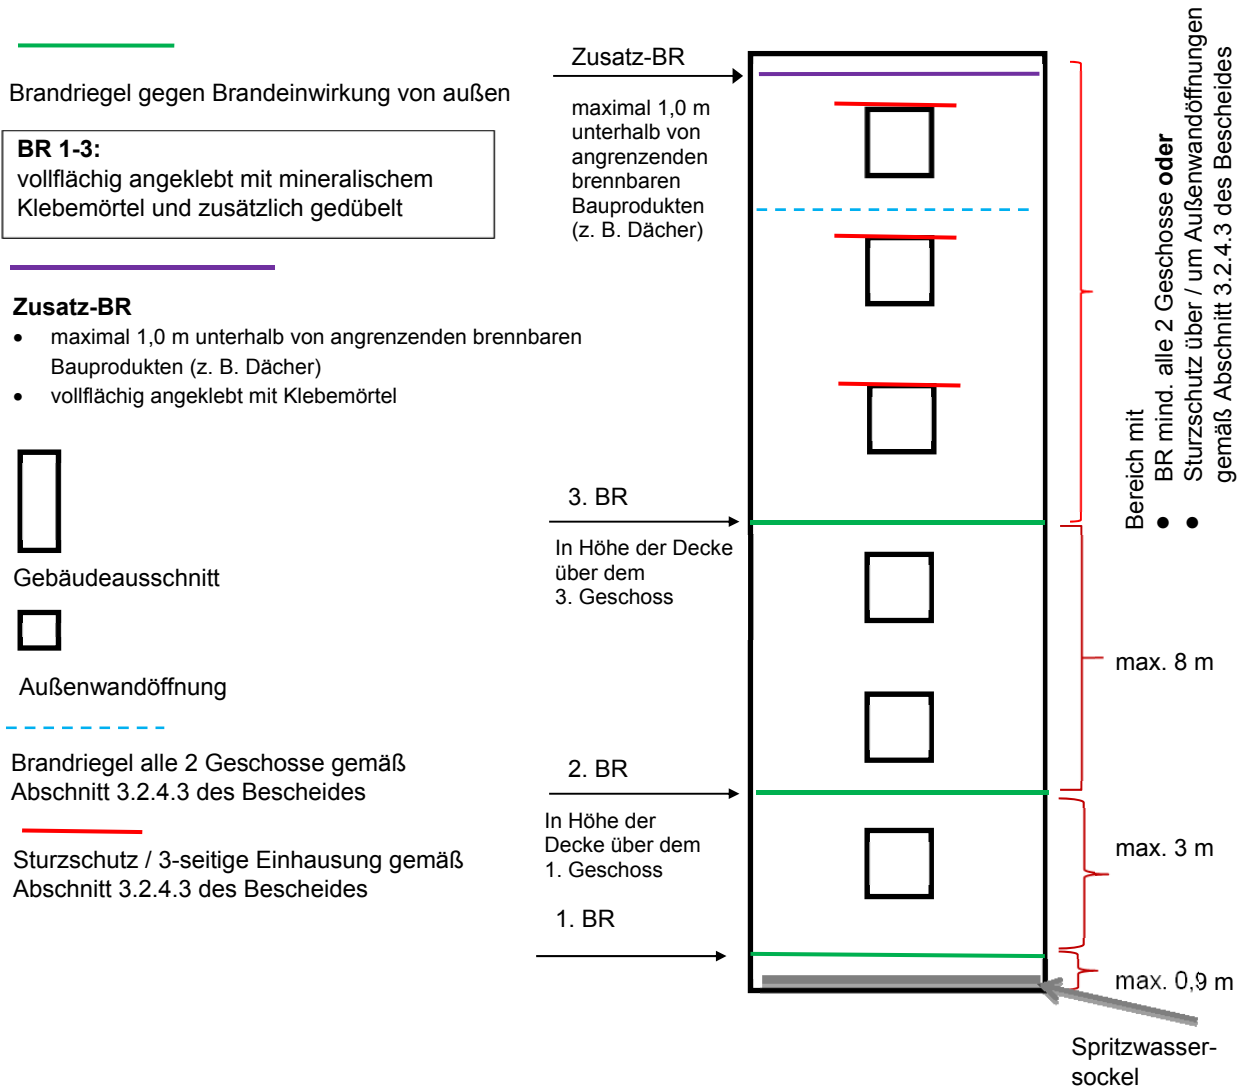 Brandriegel gegen Brandeinwirkung von außen
BR 1-3:
vollflächig angeklebt mit mineralischem
Klebemörtel und zusätzlich gedübelt
Zusatz-BR
• maximal 1,0 m unterhalb von angrenzenden brennbaren
Bauprodukten (z. B. Dächer)
• vollflächig angeklebt mit Klebemörtel
Gebäudeausschnitt
Außenwandöffnung
Brandriegel alle 2 Geschosse gemäß
Abschnitt 3.2.4.3 des Bescheides
Sturzschutz / 3-seitige Einhausung gemäß
Abschnitt 3.2.4.3 des Bescheides
Zusatz-BR
maximal 1,0 m
unterhalb von
angrenzenden
brennbaren
Bauprodukten
(z. B. Dächer)
3. BR
In Höhe der Decke
über dem
3. Geschoss
2. BR
In Höhe der
Decke über dem
1. Geschoss
1. BR
Bereich mit
• BR mind. alle 2 Geschosse oder
• Sturzschutz über / um Außenwandöffnungen
gemäß Abschnitt 3.2.4.3 des Bescheides
max. 8 m
max. 3 m
max. 0,9 m
Spritzwasser-
sockel